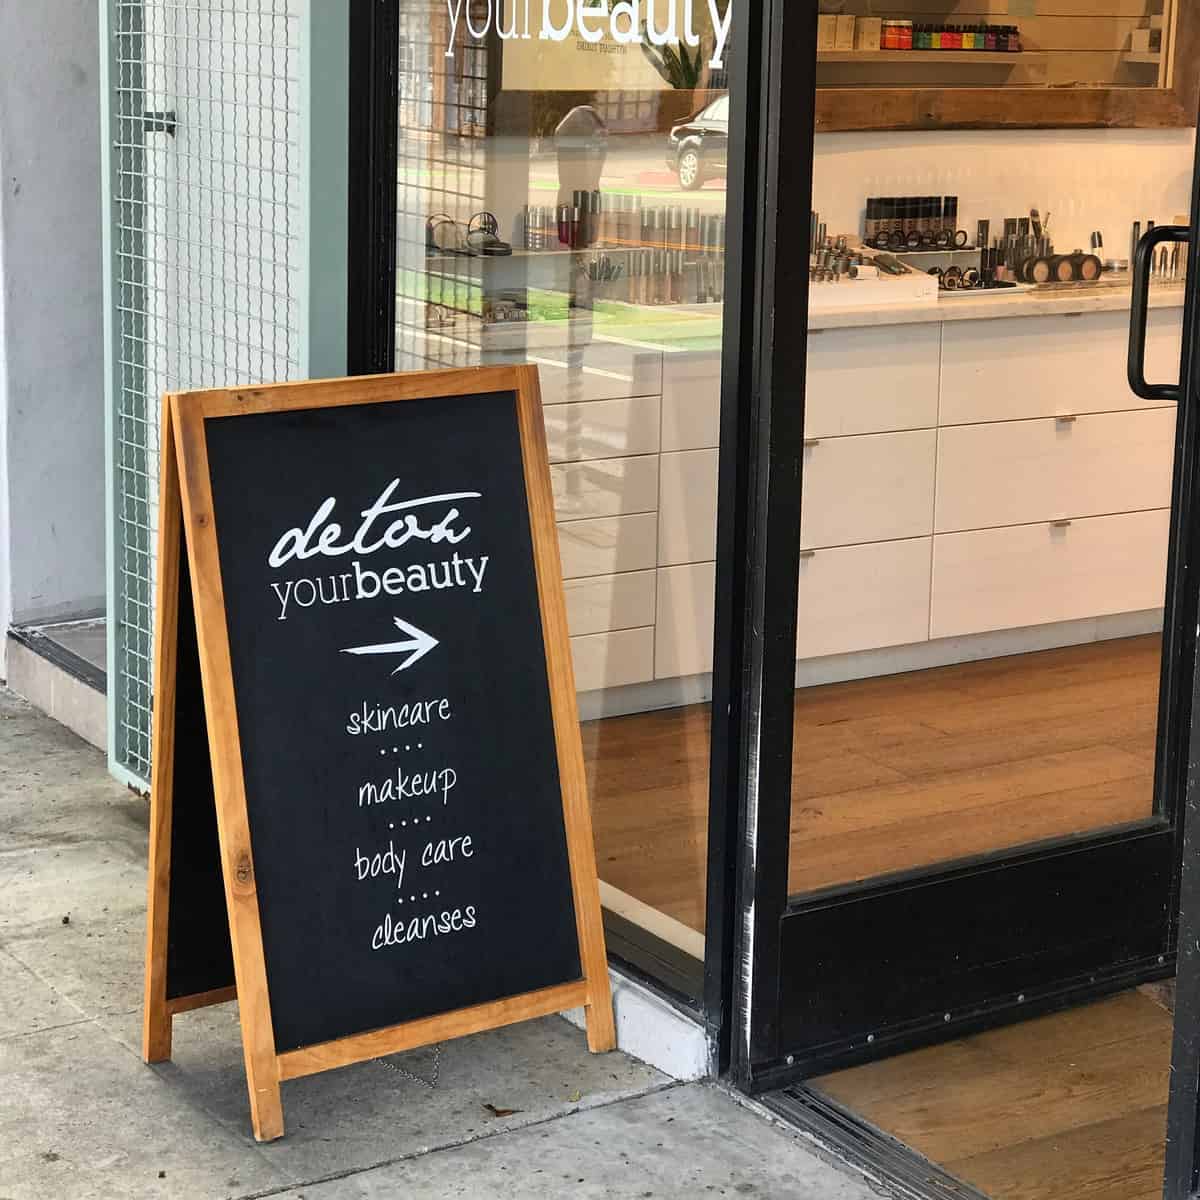 yourbeauty
detox
yourbeauty
skincare
makeup
body care
cleanses